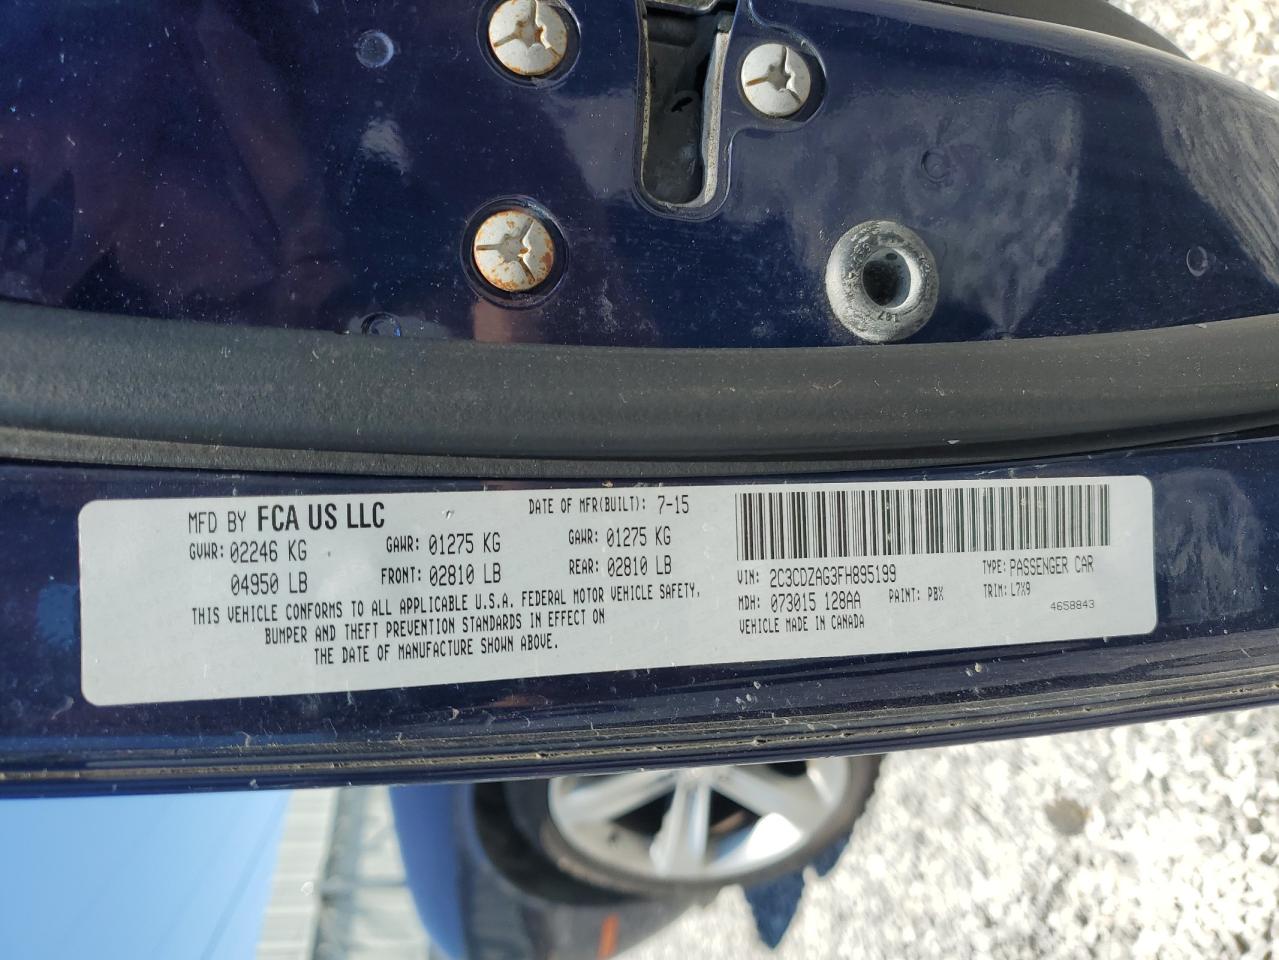 MFD BY FCA US LLC
DATE OF MFR(BUILT): 7-15
GVWR: 02246 KG
GAWR: 01275 KG
GAWR: 01275 KG
04950 LB
FRONT: 02810 LB
REAR: 02810 LB
THIS VEHICLE CONFORMS TO ALL APPLICABLE U.S.A. FEDERAL MOTOR VEHICLE SAFETY,
BUMPER AND THEFT PREVENTION STANDARDS IN EFFECT ON
THE DATE OF MANUFACTURE SHOWN ABOVE.
VIN: 2C3CDZAG3FH895199
TYPE: PASSENGER CAR
MDH: 073015 128AA
PAINT: PBX
TRIM: L7X9
VEHICLE MADE IN CANADA
4658843